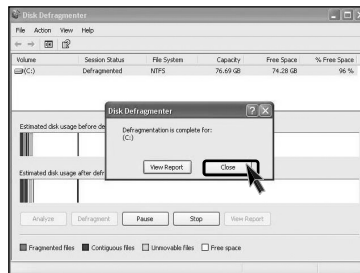 Disk Defragmenter
File Action View Help
Volume Session Status File System Capacity Free Space % Free Space
(C:) Defragmented NTFS 76.69 GB 74.28 GB 96 %
Disk Defragmenter
Estimated disk usage before de
Defragmentation is complete for:
(C:)
View Report Close
Estimated disk usage after defr
Analyze Defragment Pause Stop View Report
Fragmented files Contiguous files Unmovable files Free space